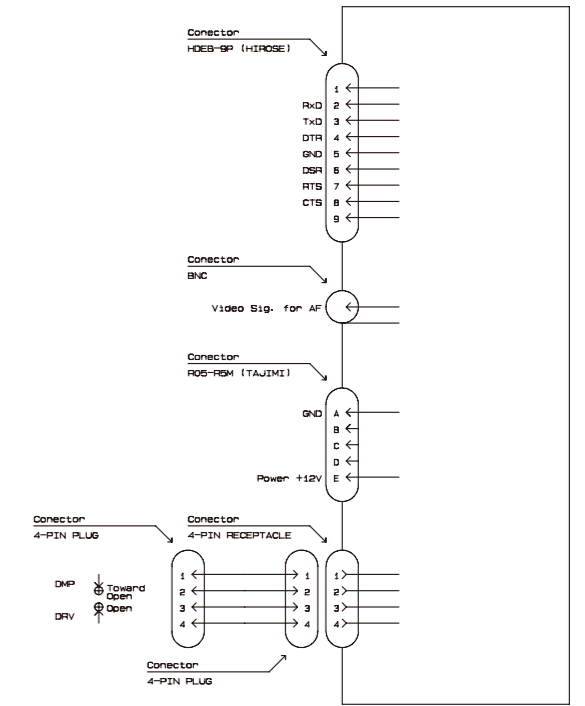 Conector
HDEB-9P (HIROSE)
1
RxD 2
TxD 3
DTR 4
GND 5
DSR 6
RTS 7
CTS 8
9
Conector
BNC
Video Sig. for AF
Conector
R05-R5M (TAJIMI)
GND A
B
C
D
Power +12V E
Conector
4-PIN PLUG
Conector
4-PIN RECEPTACLE
1 1 1
DMP Toward Open 2 2 2
Open 3 3 3
DRV 4 4 4
Conector
4-PIN PLUG